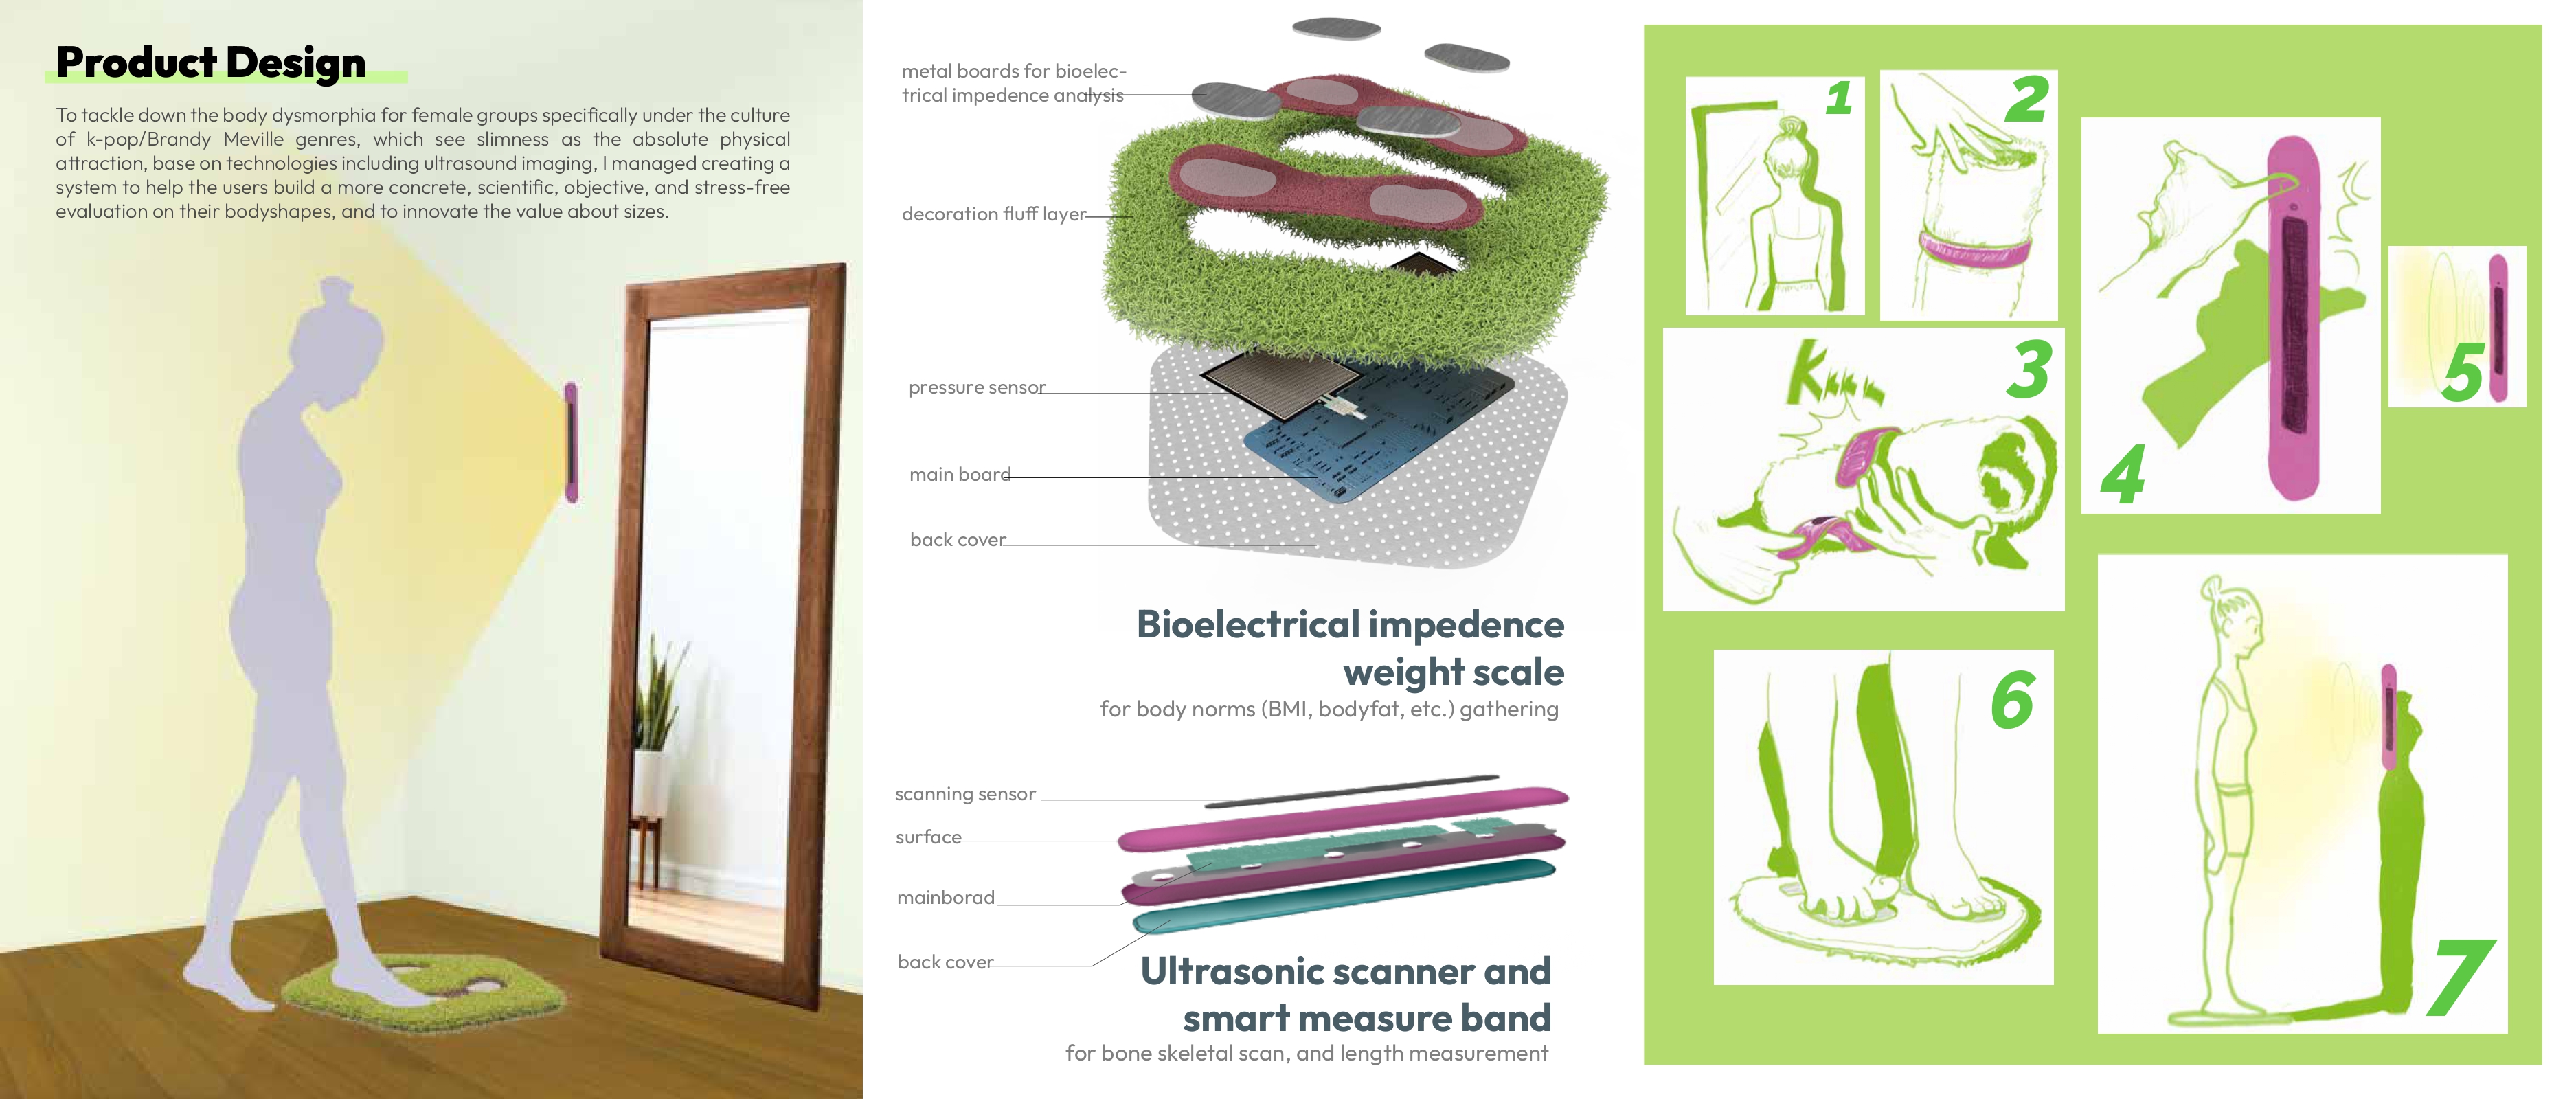 Product Design
To tackle down the body dysmorphia for female groups specifically under the culture
of k-pop/Brandy Meville genres, which see slimness as the absolute physical
attraction, base on technologies including ultrasound imaging, I managed creating a
system to help the users build a more concrete, scientific, objective, and stress-free
evaluation on their bodyshapes, and to innovate the value about sizes.
metal boards for bioelec-
trical impedence analysis
decoration fluff layer
pressure sensor
main board
back cover
Bioelectrical impedence
weight scale
for body norms (BMI, bodyfat, etc.) gathering
scanning sensor
surface
mainborad
back cover
Ultrasonic scanner and
smart measure band
for bone skeletal scan, and length measurement
1
2
3
4
5
6
7